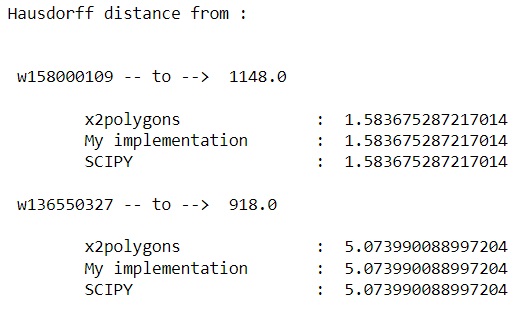 Hausdorff distance from :
w158000109 -- to --> 1148.0
x2polygons : 1.583675287217014
My implementation : 1.583675287217014
SCIPY : 1.583675287217014
w136550327 -- to --> 918.0
x2polygons : 5.073990088997204
My implementation : 5.073990088997204
SCIPY : 5.073990088997204